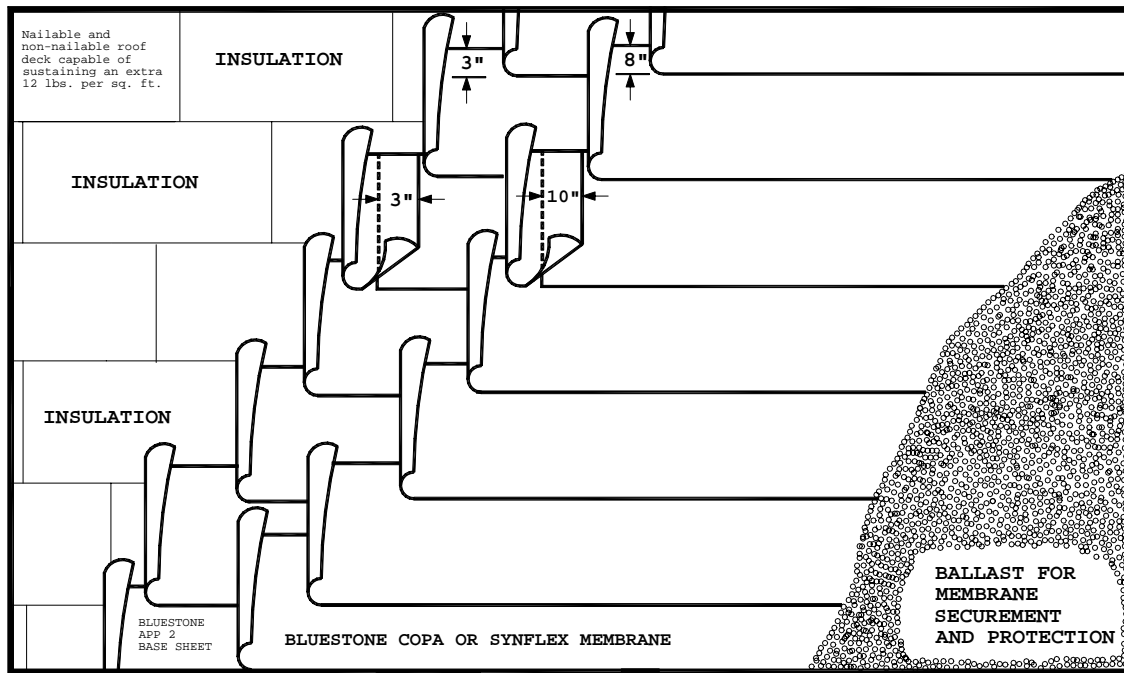 Nailable and
non-nailable roof
deck capable of
sustaining an extra
12 lbs. per sq. ft.
INSULATION
3"
8"
INSULATION
3"
10"
INSULATION
BLUESTONE
APP 2
BASE SHEET
BLUESTONE COPA OR SYNFLEX MEMBRANE
BALLAST FOR
MEMBRANE
SECUREMENT
AND PROTECTION